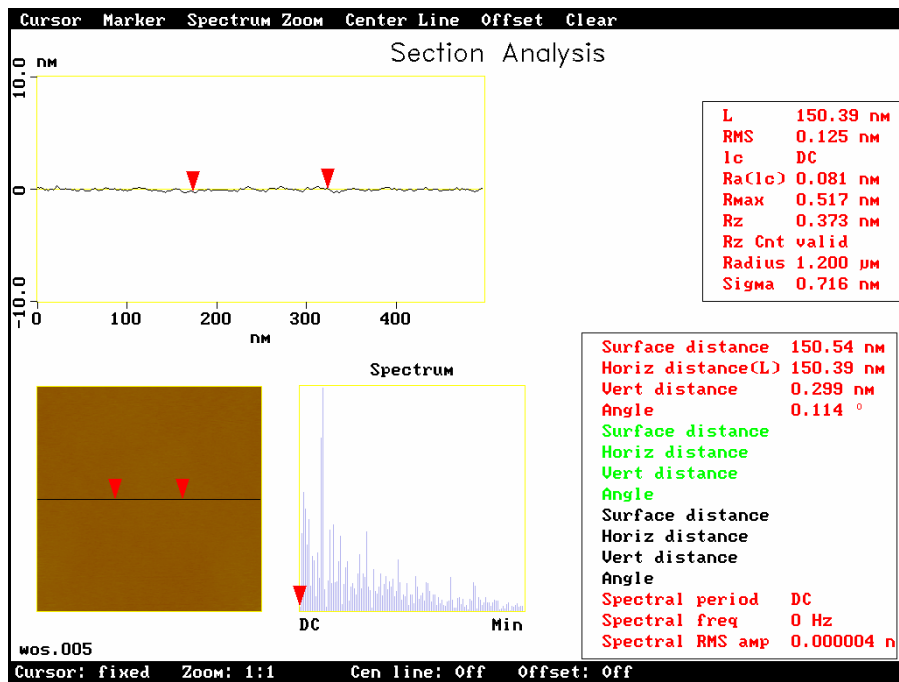 Cursor Marker Spectrum Zoom Center Line Offset Clear
Section Analysis
10.0
nm
0
-10.0
0 100 200 300 400
nm
L 150.39 nm
RMS 0.125 nm
lc DC
Ra(lc) 0.081 nm
Rmax 0.517 nm
Rz 0.373 nm
Rz Cnt valid
Radius 1.200 µm
Sigma 0.716 nm
Surface distance 150.54 nm
Horiz distance(L) 150.39 nm
Vert distance 0.299 nm
Angle 0.114 °
Surface distance
Horiz distance
Vert distance
Angle
Surface distance
Horiz distance
Vert distance
Angle
Spectral period DC
Spectral freq 0 Hz
Spectral RMS amp 0.000004 n
Spectrum
DC Min
wos.005
Cursor: fixed Zoom: 1:1 Cen line: Off Offset: Off